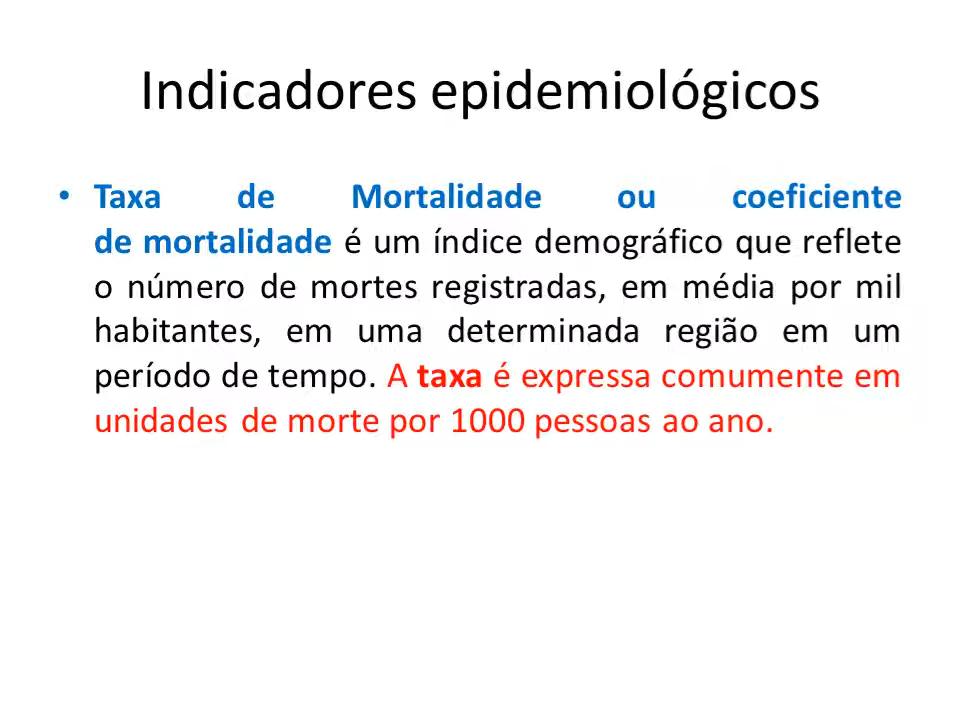 Indicadores epidemiológicos
• Taxa de Mortalidade ou coeficiente
de mortalidade é um índice demográfico que reflete
o número de mortes registradas, em média por mil
habitantes, em uma determinada região em um
período de tempo. A taxa é expressa comumente em
unidades de morte por 1000 pessoas ao ano.